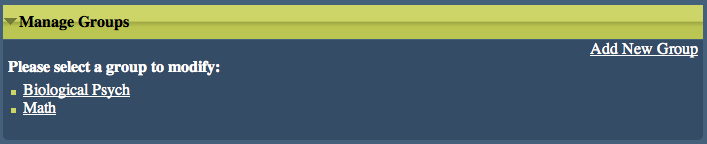 Manage Groups
Add New Group
Please select a group to modify:
Biological Psych
Math